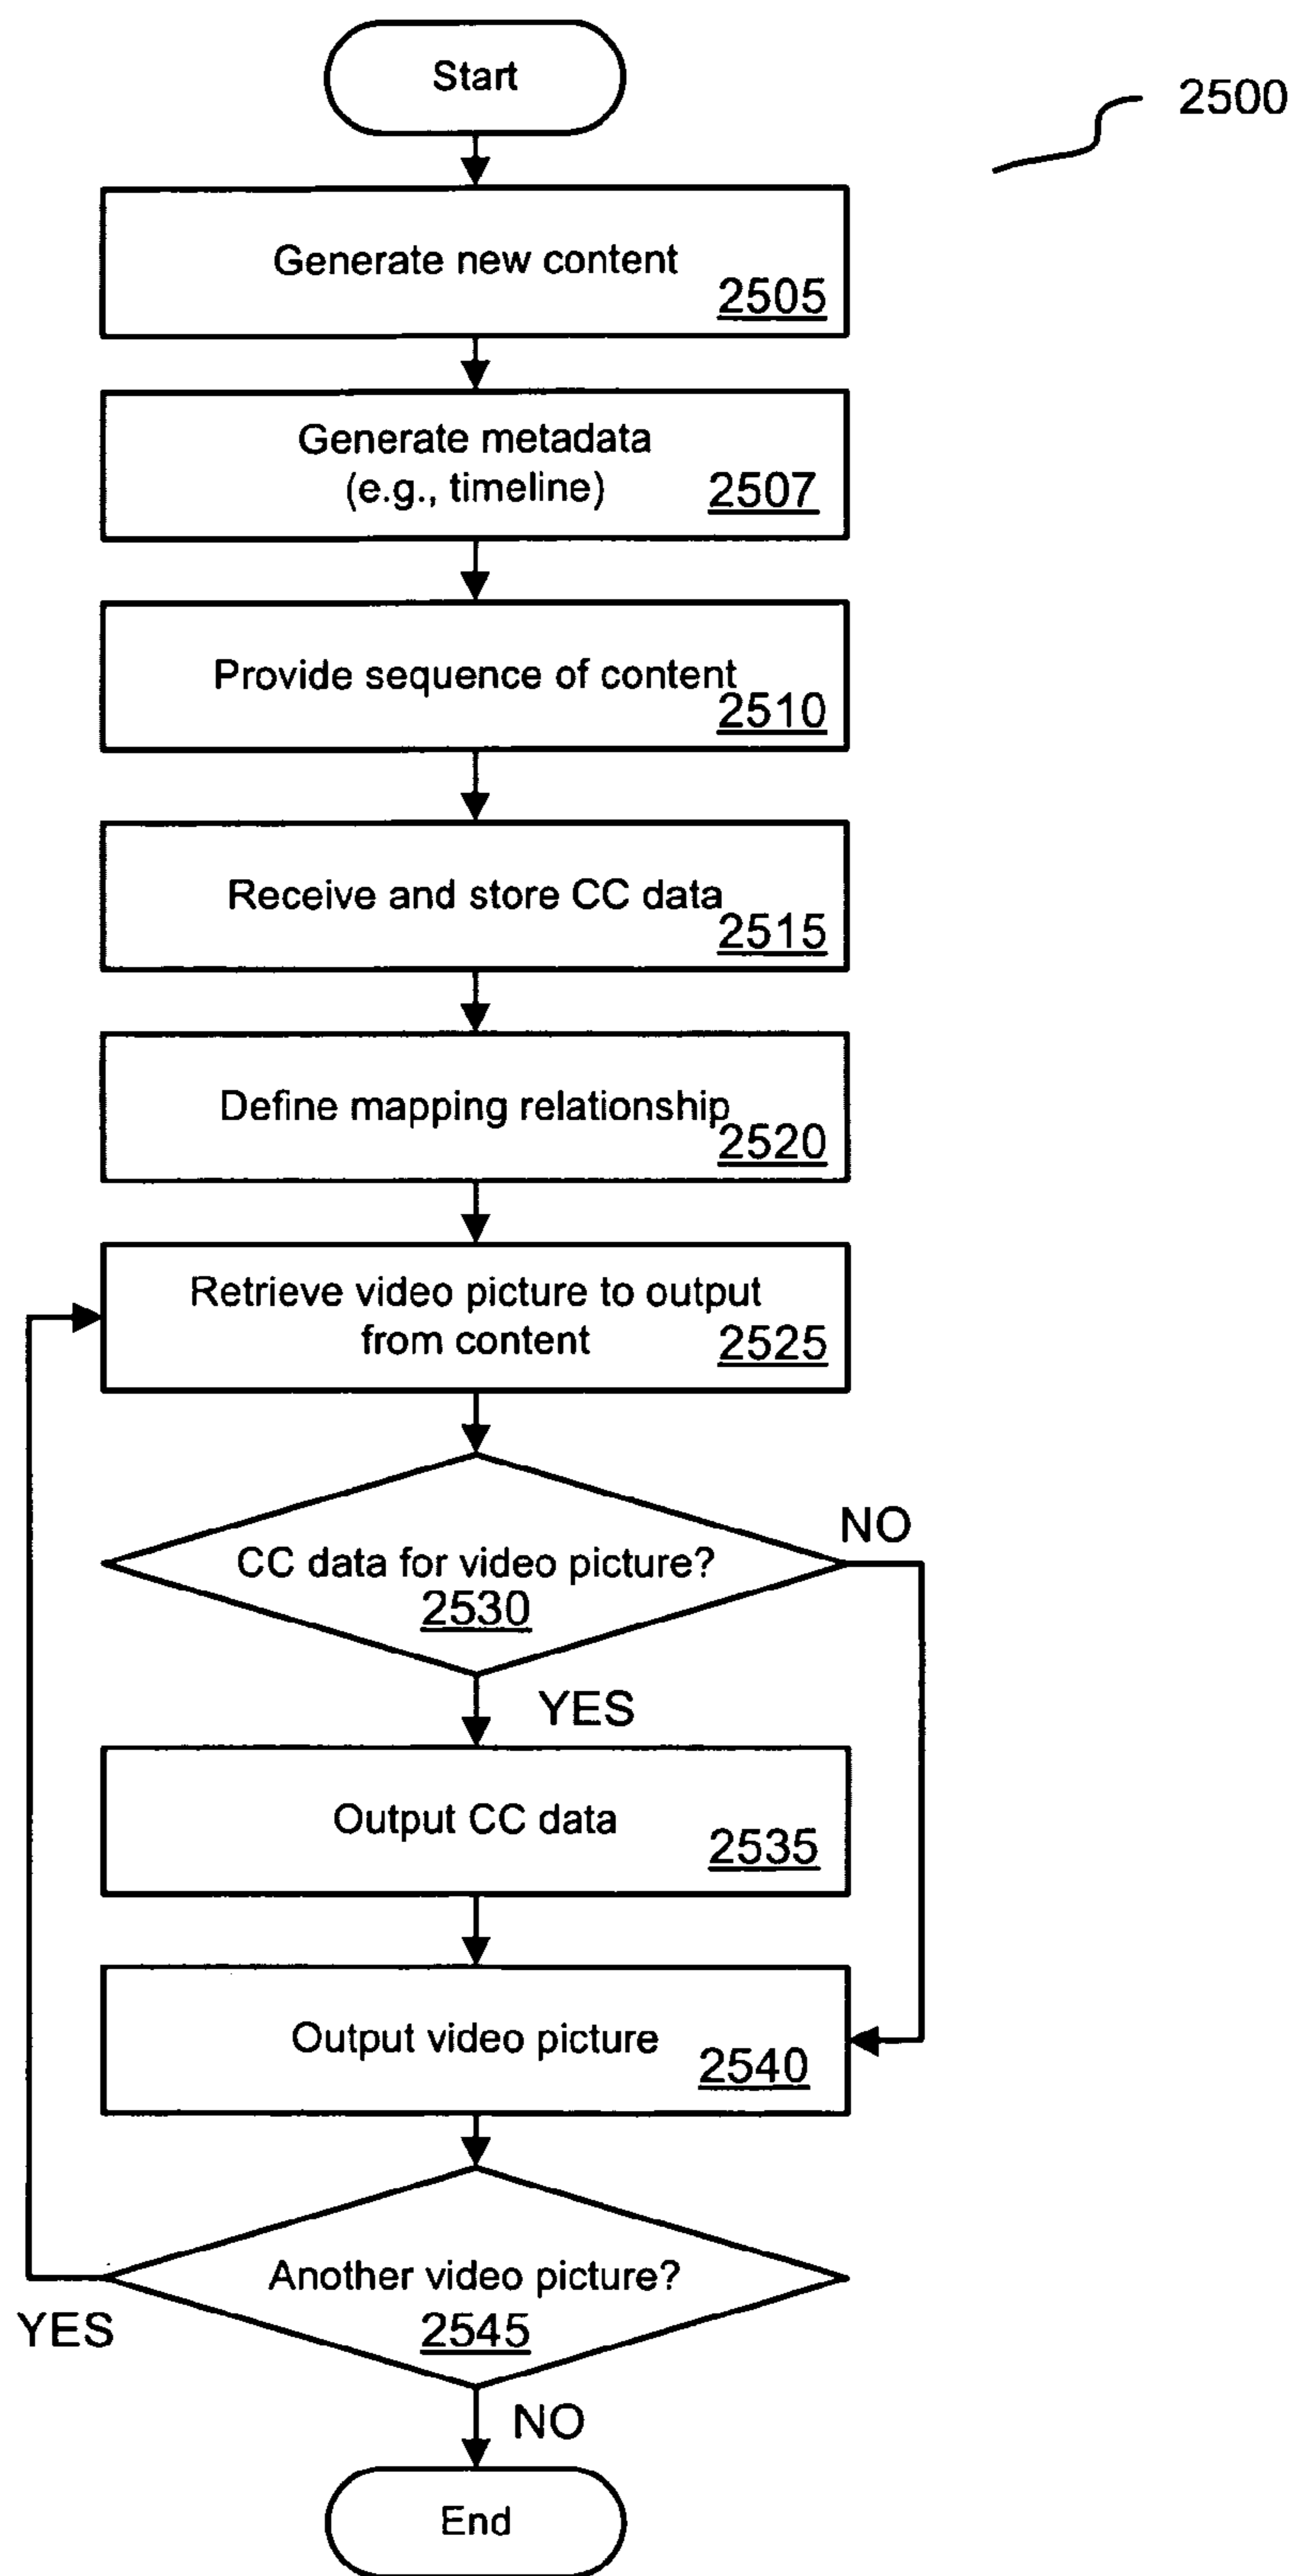 Start
2500
Generate new content
2505
Generate metadata
(e.g., timeline)
2507
Provide sequence of content
2510
Receive and store CC data
2515
Define mapping relationship
2520
Retrieve video picture to output
from content
2525
CC data for video picture?
2530
NO
YES
Output CC data
2535
Output video picture
2540
Another video picture?
2545
YES
NO
End